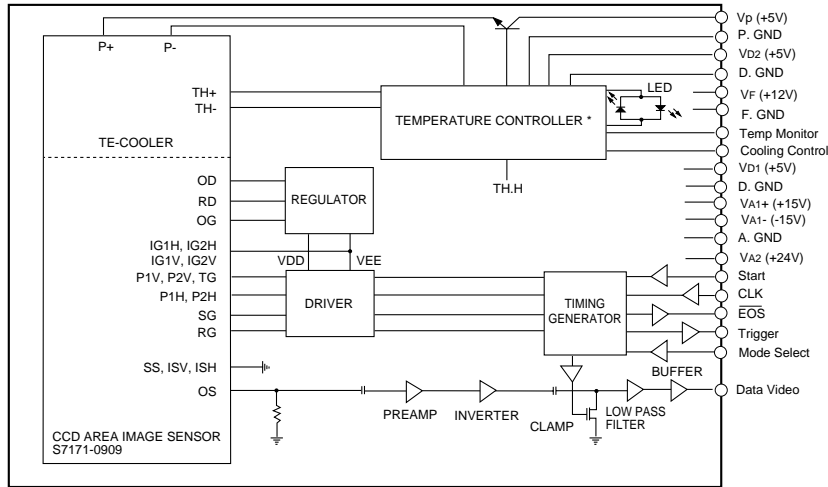 P+ P-
TH+
TH-
TE-COOLER
TEMPERATURE CONTROLLER *
LED
TH.H
OD
RD
OG
REGULATOR
IG1H, IG2H
IG1V, IG2V
VDD VEE
P1V, P2V, TG
P1H, P2H
SG
RG
DRIVER
TIMING
GENERATOR
SS, ISV, ISH
OS
PREAMP
INVERTER
CLAMP
LOW PASS
FILTER
BUFFER
CCD AREA IMAGE SENSOR
S7171-0909
Vp (+5V)
P. GND
VD2 (+5V)
D. GND
VF (+12V)
F. GND
Temp Monitor
Cooling Control
VD1 (+5V)
D. GND
VA1+ (+15V)
VA1- (-15V)
A. GND
VA2 (+24V)
Start
CLK
EOS
Trigger
Mode Select
Data Video